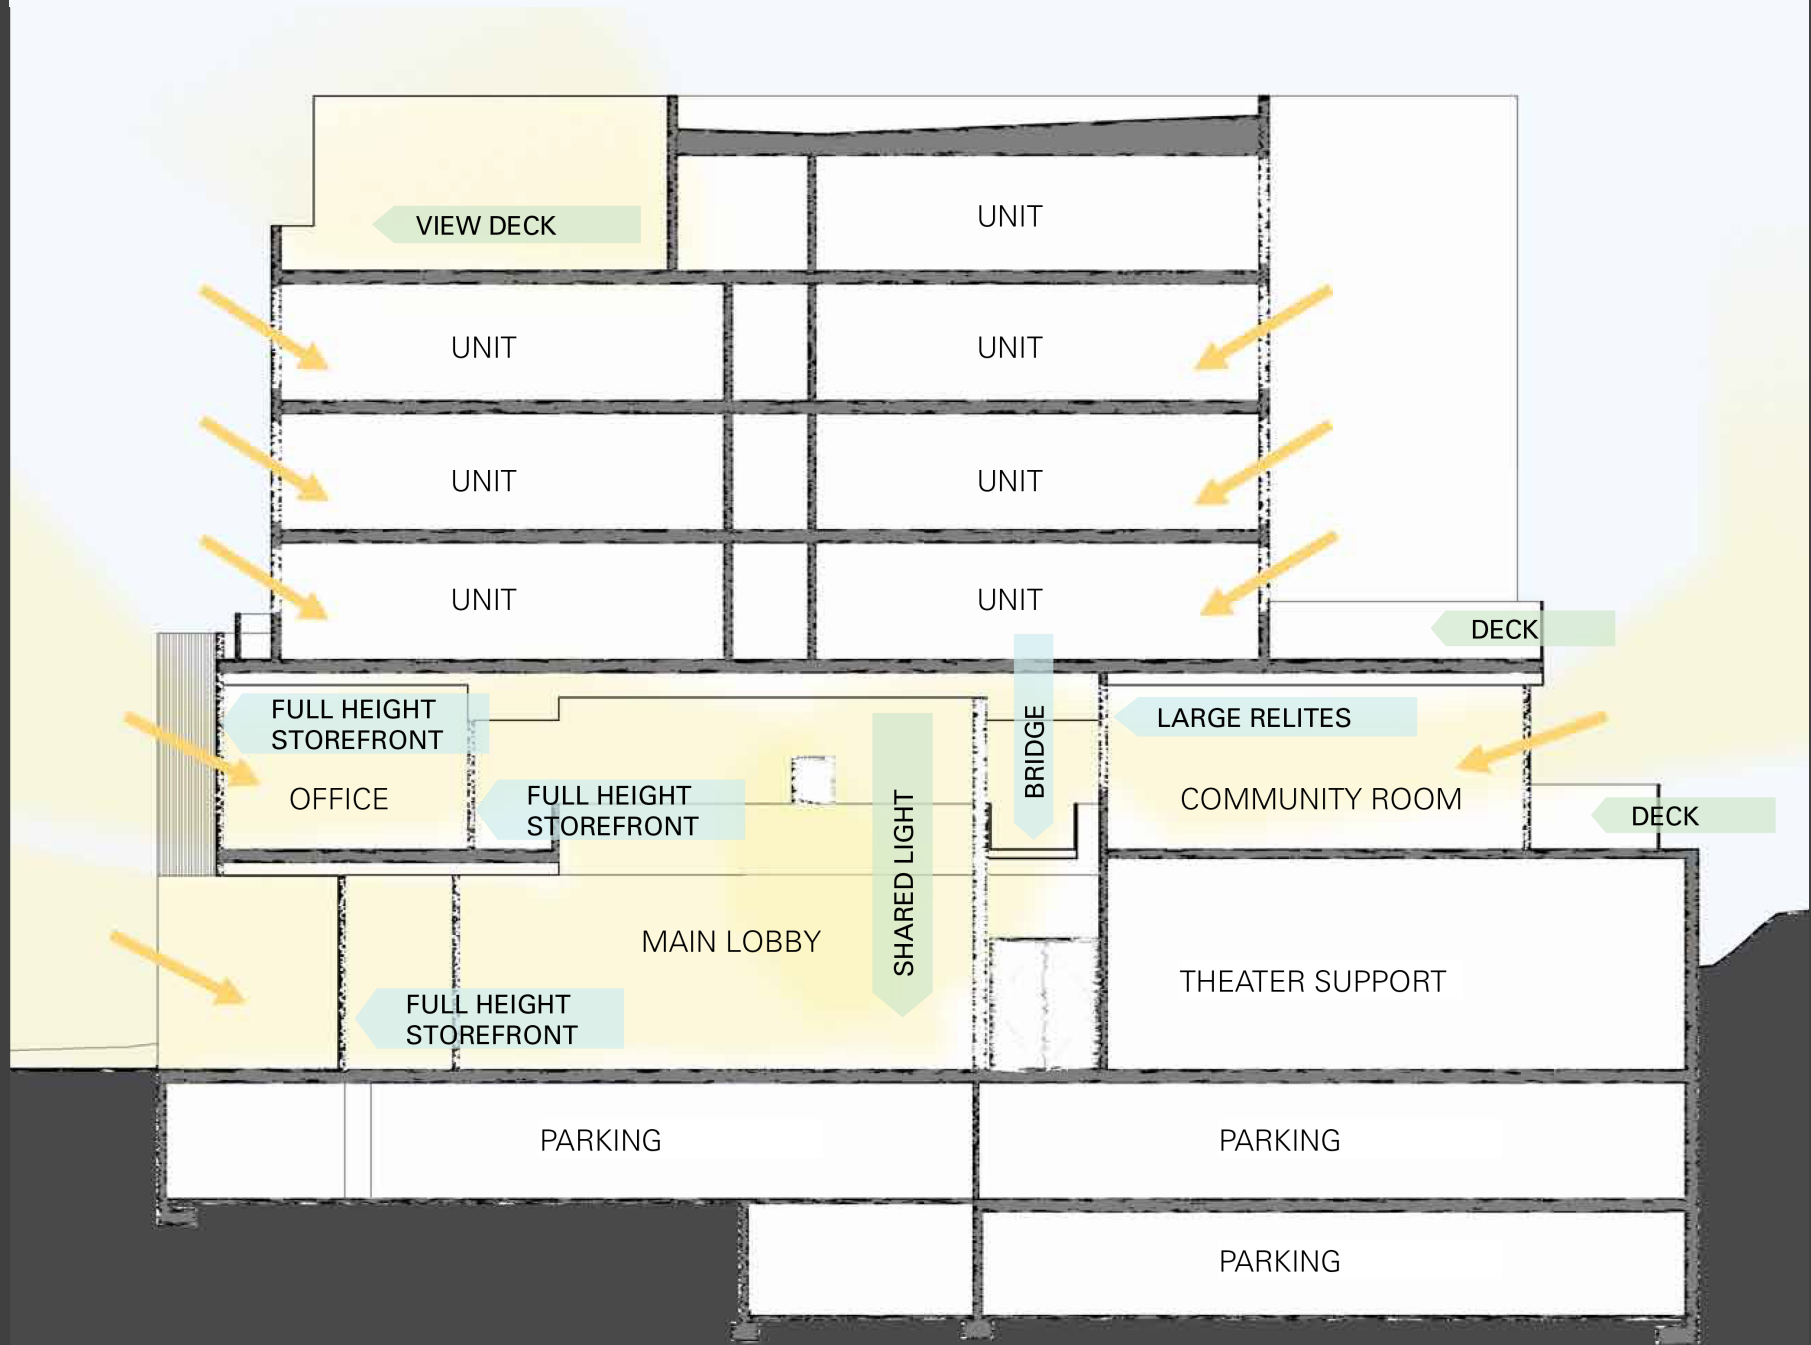 VIEW DECK
UNIT
UNIT
UNIT
UNIT
UNIT
UNIT
UNIT
DECK
FULL HEIGHT
STOREFRONT
OFFICE
FULL HEIGHT
STOREFRONT
SHARED LIGHT
BRIDGE
LARGE RELITES
COMMUNITY ROOM
DECK
MAIN LOBBY
THEATER SUPPORT
FULL HEIGHT
STOREFRONT
PARKING
PARKING
PARKING